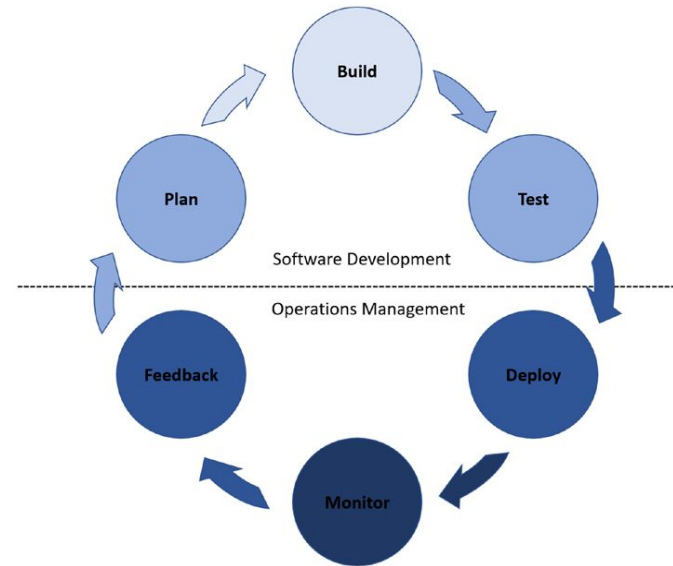 Build
Plan
Test
Software Development
Operations Management
Feedback
Deploy
Monitor